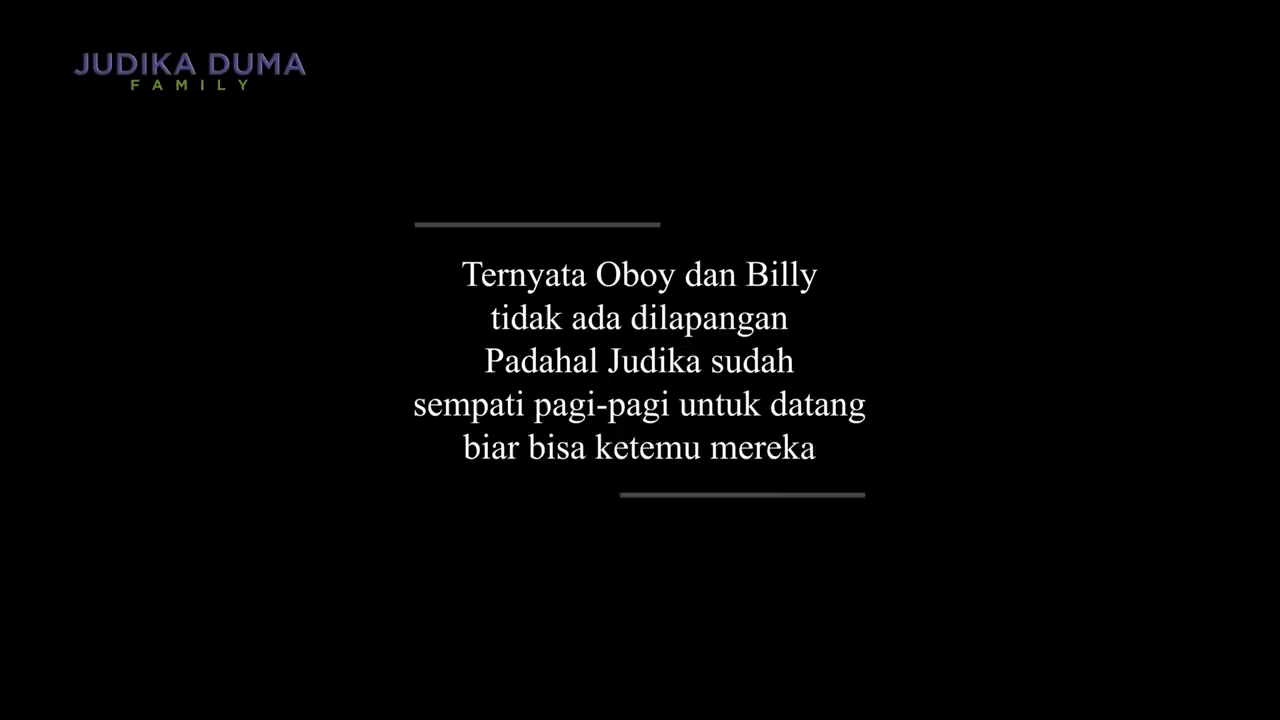 JUDIKA DUMA
FAMILY
Ternyata Oboy dan Billy
tidak ada dilapangan
Padahal Judika sudah
sempati pagi-pagi untuk datang
biar bisa ketemu mereka